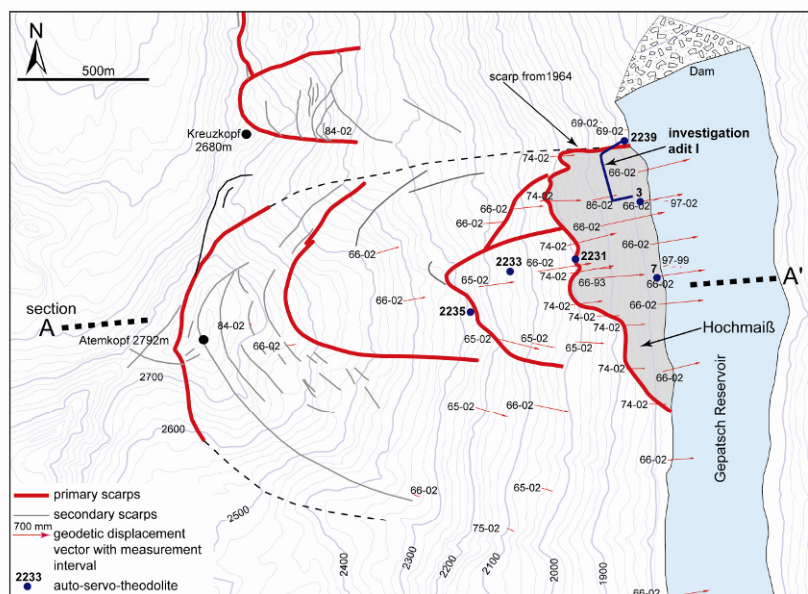 N
500m
Dam
scarp from1964
69-02
69-02
2239
investigation
adit I
Kreuzkopf
2680m
84-02
74-02
66-02
74-02
86-02
3
66-02
97-02
66-02
66-02
66-02
66-02
74-02
2231
66-02
97-99
2233
66-02
74-02
7
66-02
65-02
66-93
66-02
section
A
A'
2235
74-02
66-02
74-02
74-02
Hochmaiß
Atemkopf 2792m
84-02
66-02
65-02
65-02
65-02
2700
74-02
66-02
2600
65-02
66-02
74-02
Gepatsch Reservoir
66-02
66-02
65-02
2500
75-02
2400
2300
2200
2100
2000
1900
66-02
primary scarps
secondary scarps
700 mm
geodetic displacement
vector with measurement
interval
2233
auto-servo-theodolite